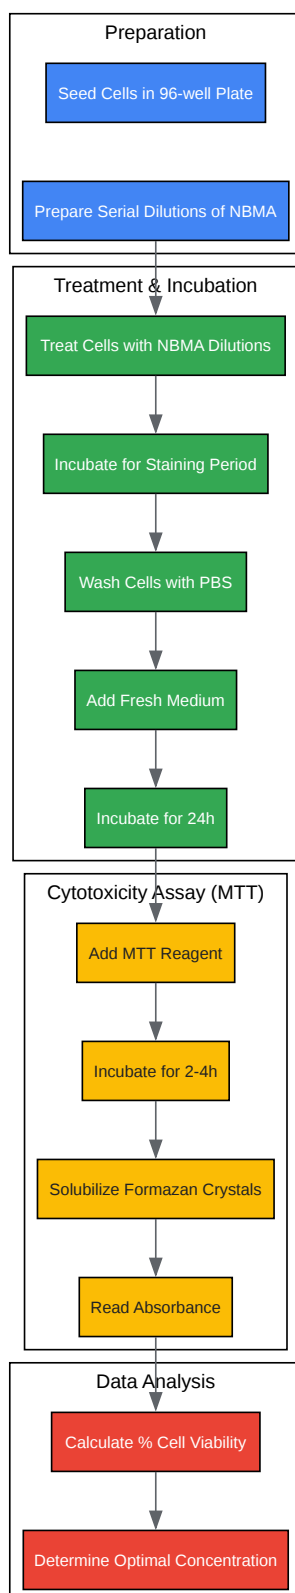 Preparation
Seed Cells in 96-well Plate
Prepare Serial Dilutions of NBMA
Treatment & Incubation
Treat Cells with NBMA Dilutions
Incubate for Staining Period
Wash Cells with PBS
Add Fresh Medium
Incubate for 24h
Cytotoxicity Assay (MTT)
Add MTT Reagent
Incubate for 2-4h
Solubilize Formazan Crystals
Read Absorbance
Data Analysis
Calculate % Cell Viability
Determine Optimal Concentration